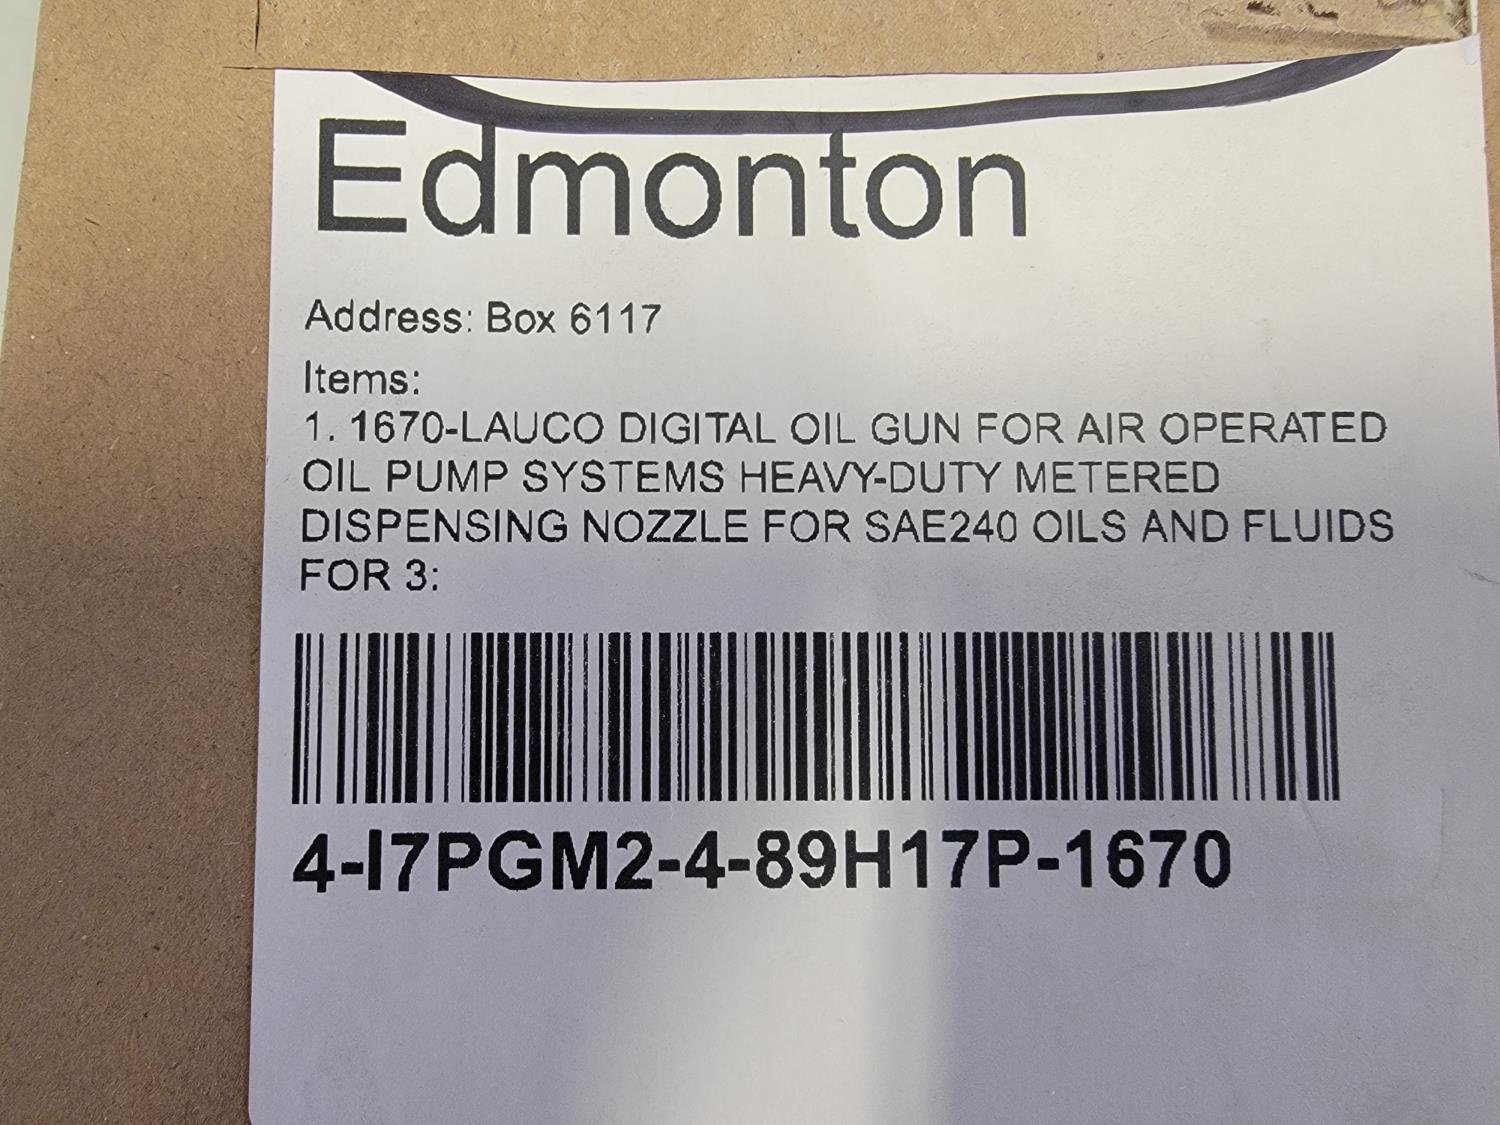 Edmonton
Address: Box 6117
Items:
1. 1670-LAUCO DIGITAL OIL GUN FOR AIR OPERATED
OIL PUMP SYSTEMS HEAVY-DUTY METERED
DISPENSING NOZZLE FOR SAE240 OILS AND FLUIDS
FOR 3:
4-I7PGM2-4-89H17P-1670